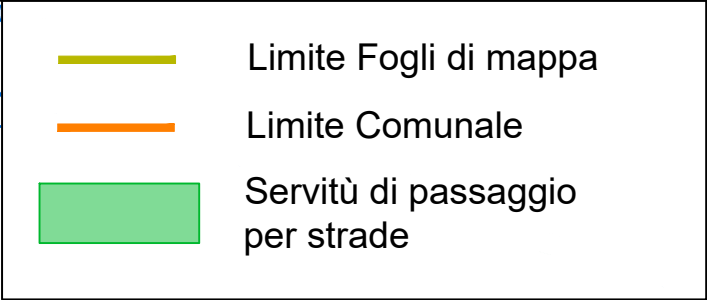 Limite Fogli di mappa
Limite Comunale
Servitù di passaggio
per strade